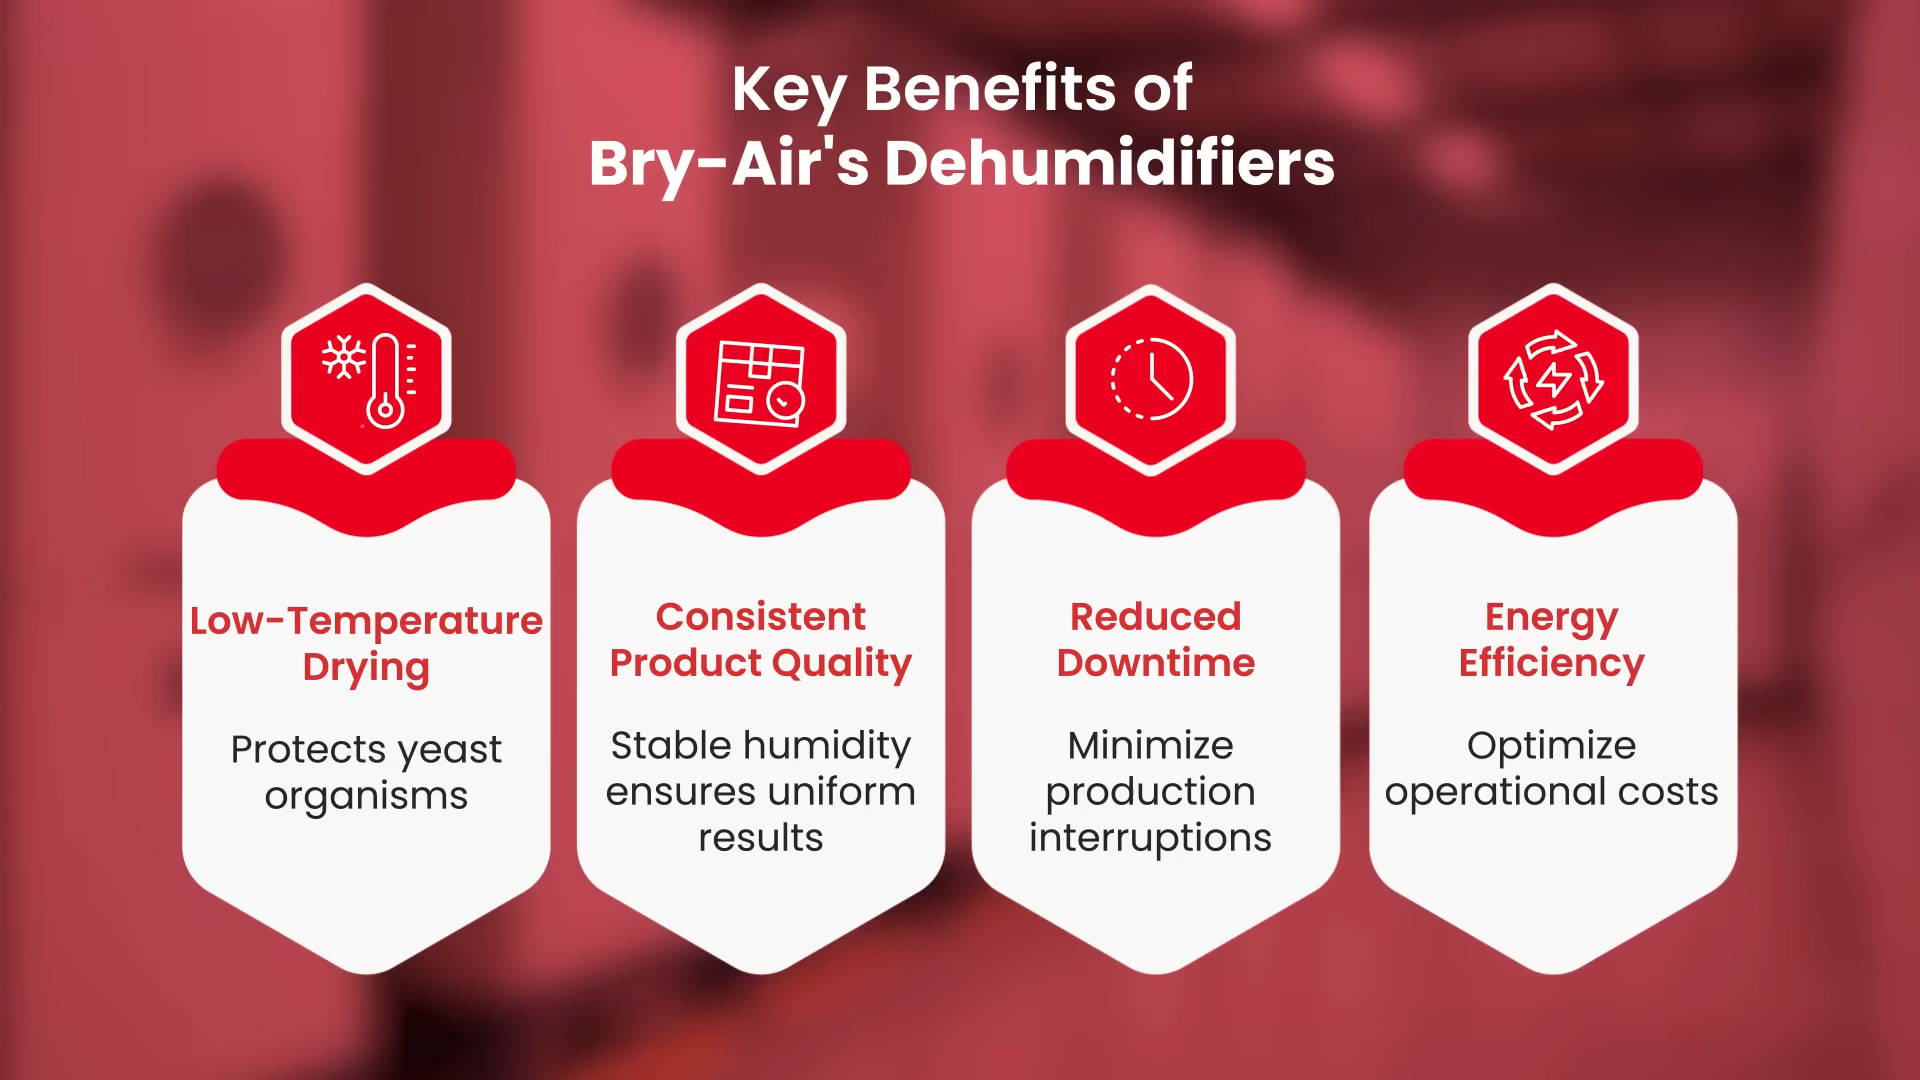 Key Benefits of
Bry-Air's Dehumidifiers
Low-Temperature
Drying
Protects yeast
organisms
Consistent
Product Quality
Stable humidity
ensures uniform
results
Reduced
Downtime
Minimize
production
interruptions
Energy
Efficiency
Optimize
operational costs